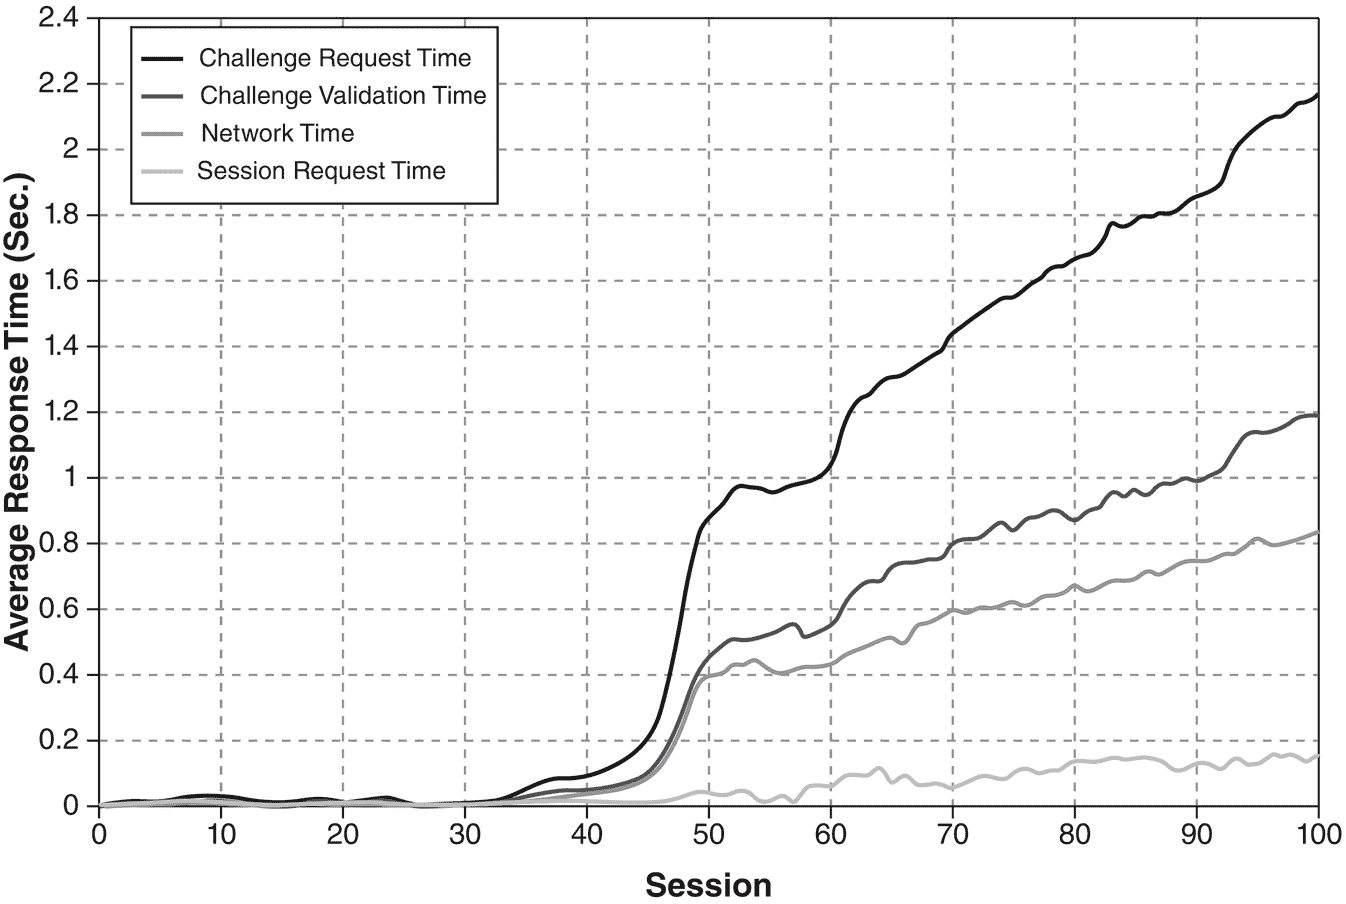 2.4
2.2
2
1.8
1.6
1.4
1.2
1
0.8
0.6
0.4
0.2
0
Average Response Time (Sec.)
Challenge Request Time
Challenge Validation Time
Network Time
Session Request Time
0 10 20 30 40 50 60 70 80 90 100
Session